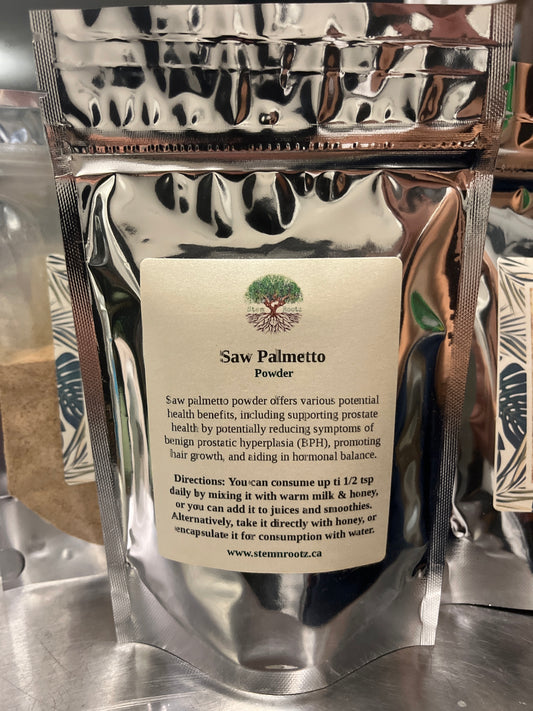 Stem Rootz
Saw Palmetto
Powder
Saw palmetto powder offers various potential
health benefits, including supporting prostate
health by potentially reducing symptoms of
benign prostatic hyperplasia (BPH), promoting
hair growth, and aiding in hormonal balance.
Directions: You can consume up ti 1/2 tsp
daily by mixing it with warm milk & honey,
or you can add it to juices and smoothies.
Alternatively, take it directly with honey, or
encapsulate it for consumption with water.
www.stemnrootz.ca